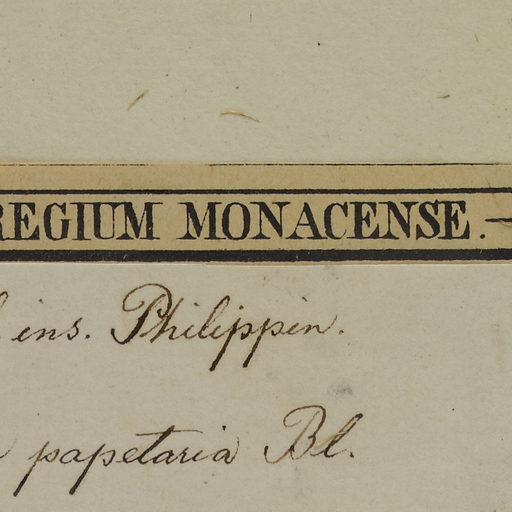 REGIUM MONACENSE.—
ins. Philippin.
papetaria Bl.